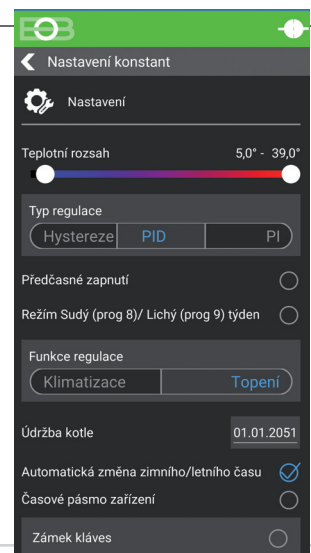 EOB
Nastavení konstant
Nastavení
Teplotní rozsah 5,0° - 39,0°
Typ regulace
Hystereze PID PI
Předčasné zapnutí
Režim Sudý (prog 8)/ Lichý (prog 9) týden
Funkce regulace
Klimatizace Topení
Údržba kotle 01.01.2051
Automatická změna zimního/letního času
Časové pásmo zařízení
Zámek kláves